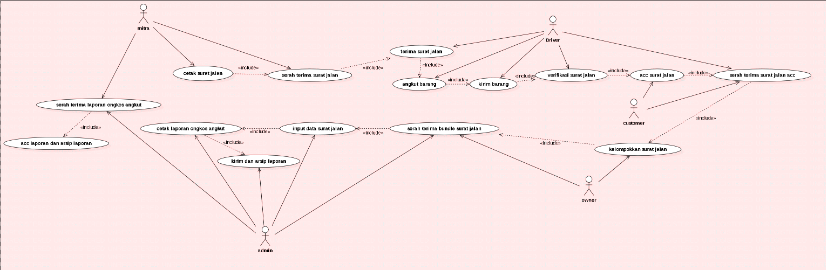 mitra
Driver
terima surat jalan
cetak surat jalan
«include»
serah terima surat jalan
«include»
«include»
angkut barang
«include»
kirim barang
«include»
verifikasi surat jalan
«include»
acc surat jalan
«include»
serah terima surat jalan acc
serah terima laporan ongkos angkut
customer
«include»
«include»
acc laporan dan arsip laporan
cetak laporan ongkos angkut
«include»
input data surat jalan
«include»
serah terima bundle surat jalan
«include»
kelompokkan surat jalan
«include»
kirim dan arsip laporan
owner
admin